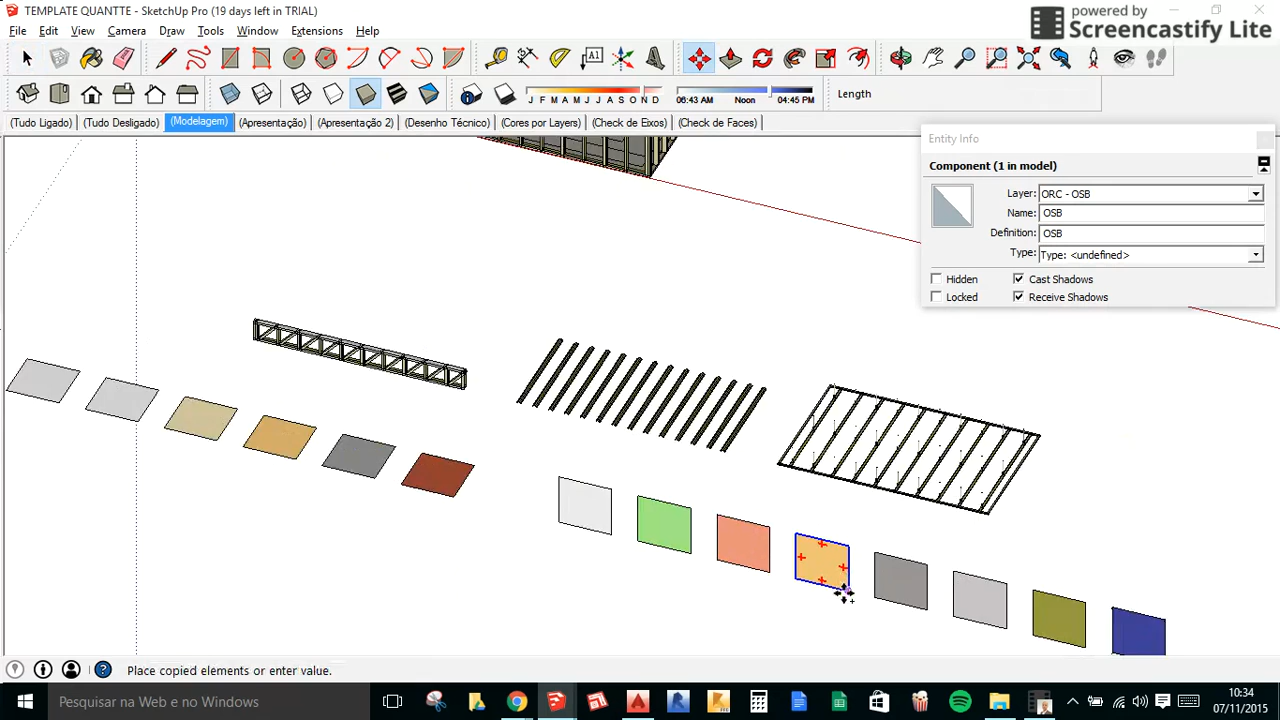 TEMPLATE QUANTTE - SketchUp Pro (19 days left in TRIAL)
powered by
Screencastify Lite
File Edit View Camera Draw Tools Window Extensions Help
A1
J F M A M J J A S O N D
06:43 AM Noon 04:45 PM
Length
(Tudo Ligado) (Tudo Desligado) (Modelagem) (Apresentação) (Apresentação 2) (Desenho Técnico) (Cores por Layers) (Check de Eixos) (Check de Faces)
Entity Info
Component (1 in model)
Layer: ORC - OSB
Name: OSB
Definition: OSB
Type: Type: <undefined>
Hidden Cast Shadows
Locked Receive Shadows
Place copied elements or enter value.
Pesquisar na Web e no Windows
10:34
07/11/2015